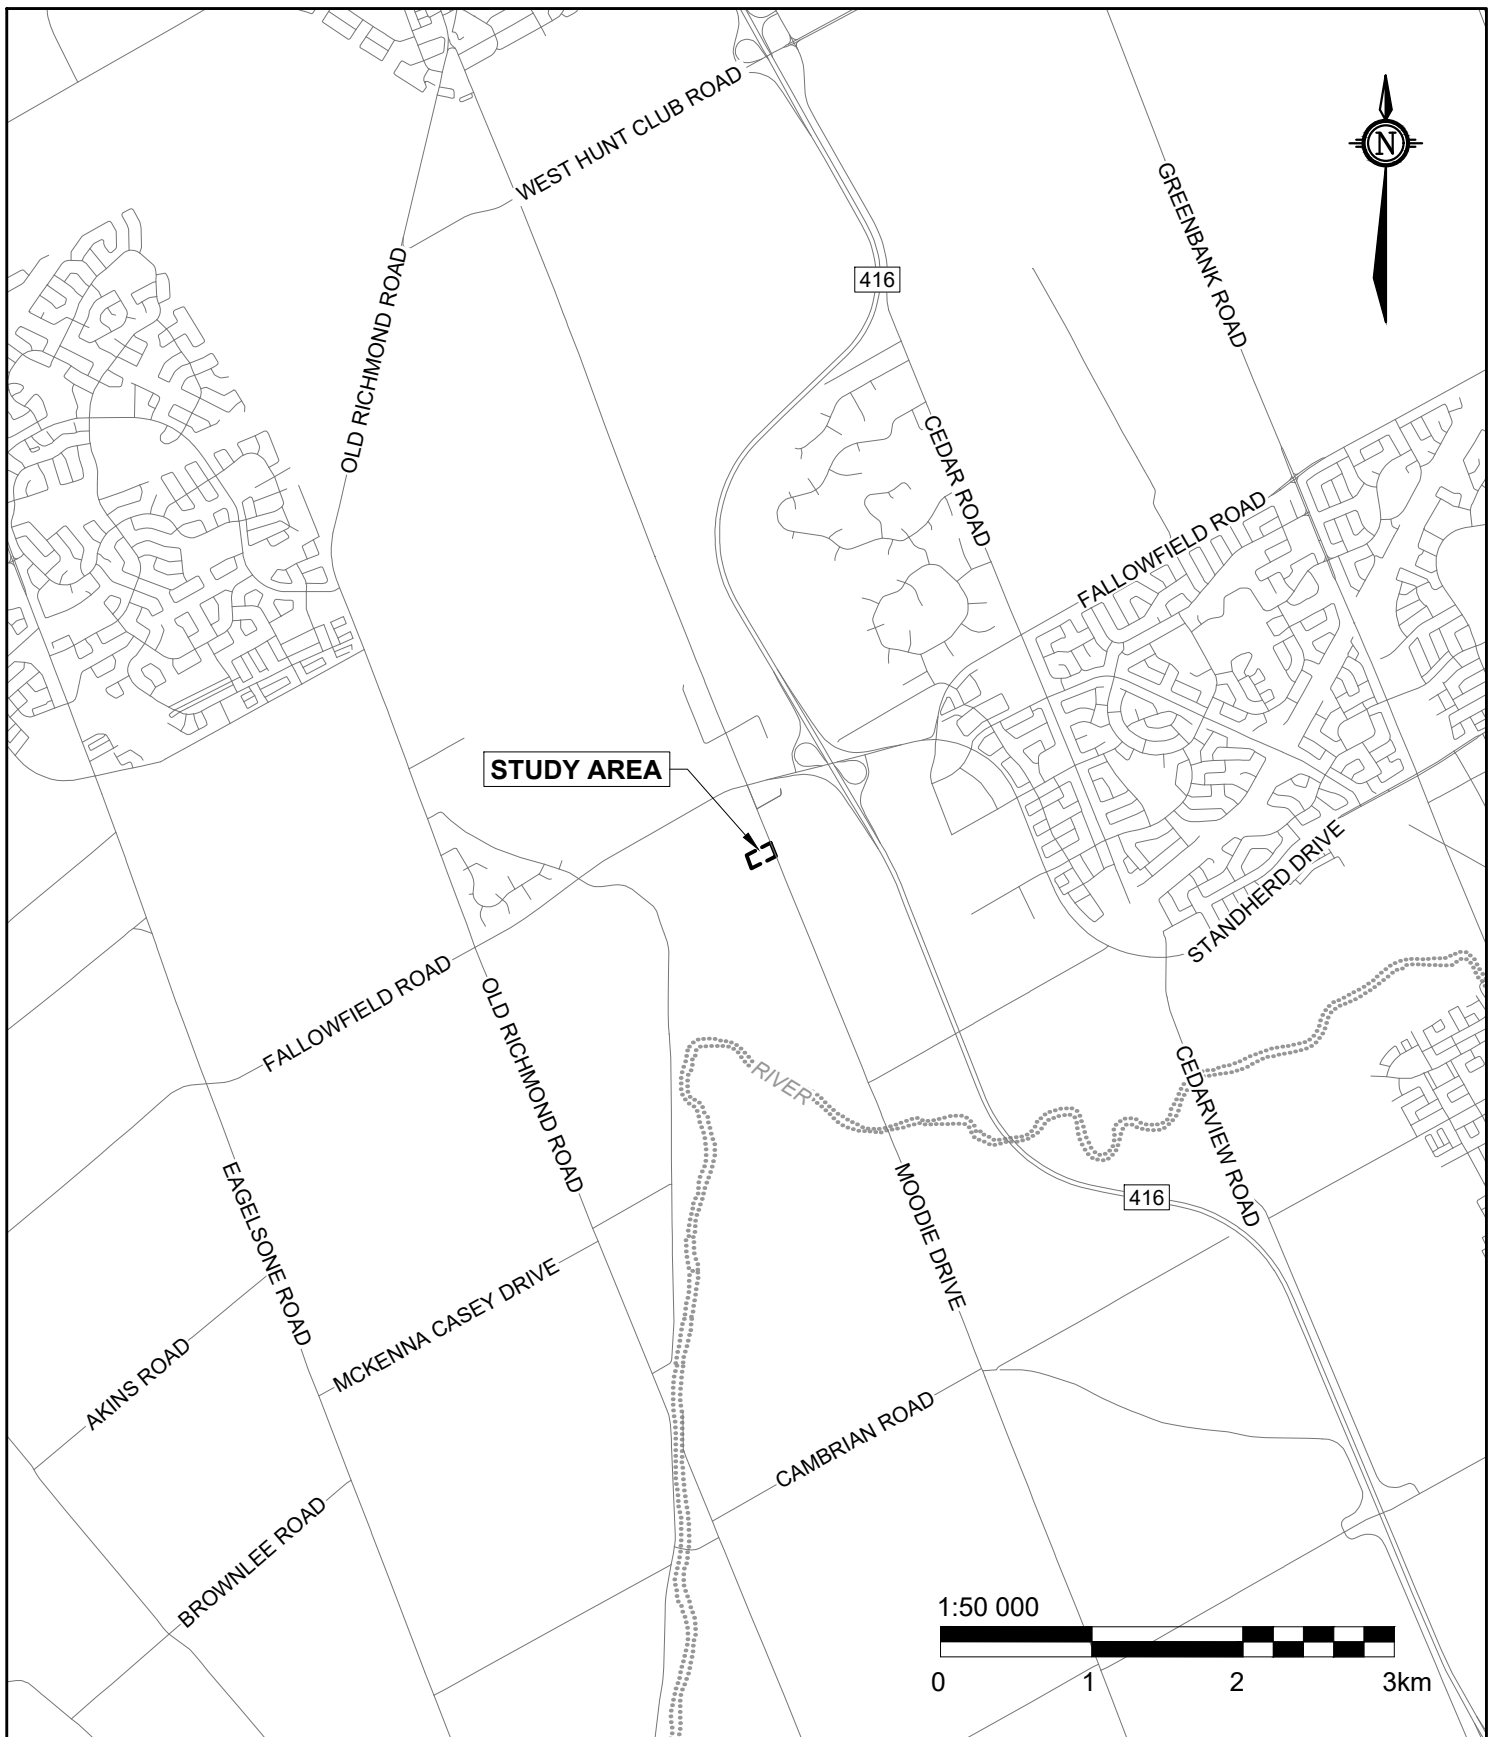 WEST HUNT CLUB ROAD
N
GREENBANK ROAD
416
OLD RICHMOND ROAD
CEDAR ROAD
FALLOWFIELD ROAD
STUDY AREA
STANDHERD DRIVE
FALLOWFIELD ROAD
OLD RICHMOND ROAD
RIVER
CEDARVIEW ROAD
EAGELSONE ROAD
MOODIE DRIVE
416
MCKENNA CASEY DRIVE
AKINS ROAD
CAMBRIAN ROAD
BROWNLEE ROAD
1:50 000
0 1 2 3km